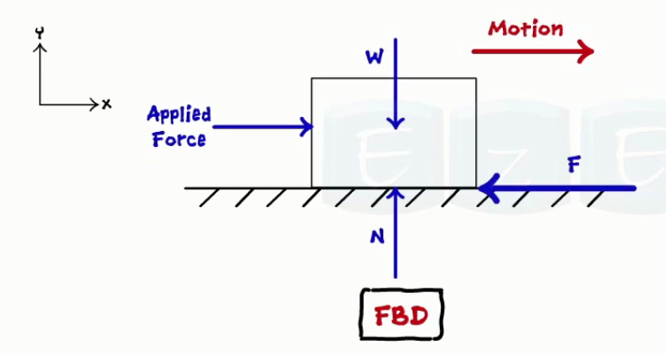 Y
Motion
W
X
Applied
Force
F
N
FBD
E Z E